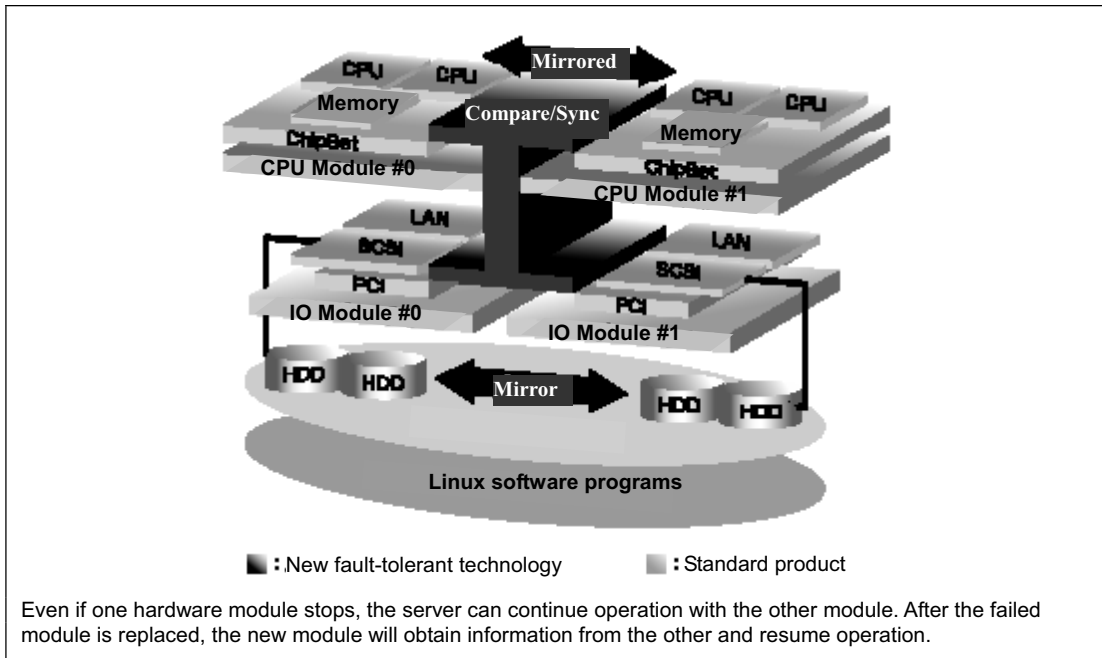 Mirrored
CPU
CPU
CPU
CPU
Memory
Compare/Sync
Memory
ChipSet
ChipSet
CPU Module #0
CPU Module #1
LAN
LAN
SCSI
SCSI
PCI
PCI
IO Module #0
IO Module #1
HDD
HDD
Mirror
HDD
HDD
Linux software programs
: New fault-tolerant technology
: Standard product
Even if one hardware module stops, the server can continue operation with the other module. After the failed
module is replaced, the new module will obtain information from the other and resume operation.